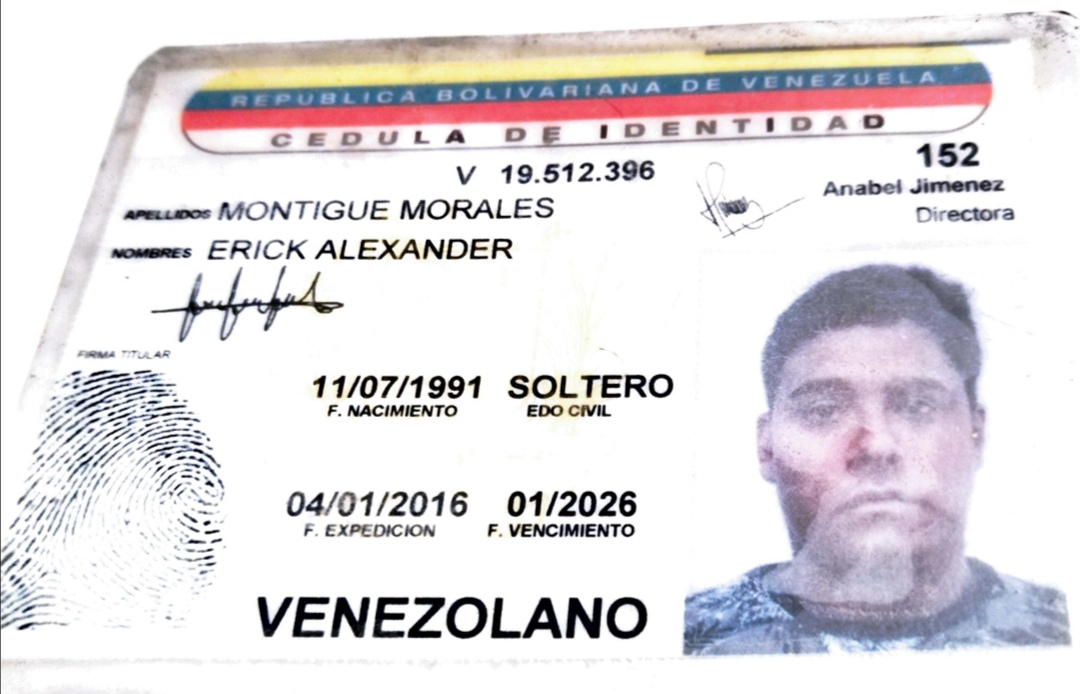 REPUBLICA BOLIVARIANA DE VENEZUELA
CEDULA DE IDENTIDAD
V 19.512.396
152
Anabel Jimenez
Directora
APELLIDOS MONTIGUE MORALES
NOMBRES ERICK ALEXANDER
FIRMA TITULAR
11/07/1991 SOLTERO
F. NACIMIENTO EDO CIVIL
04/01/2016 01/2026
F. EXPEDICION F. VENCIMIENTO
VENEZOLANO